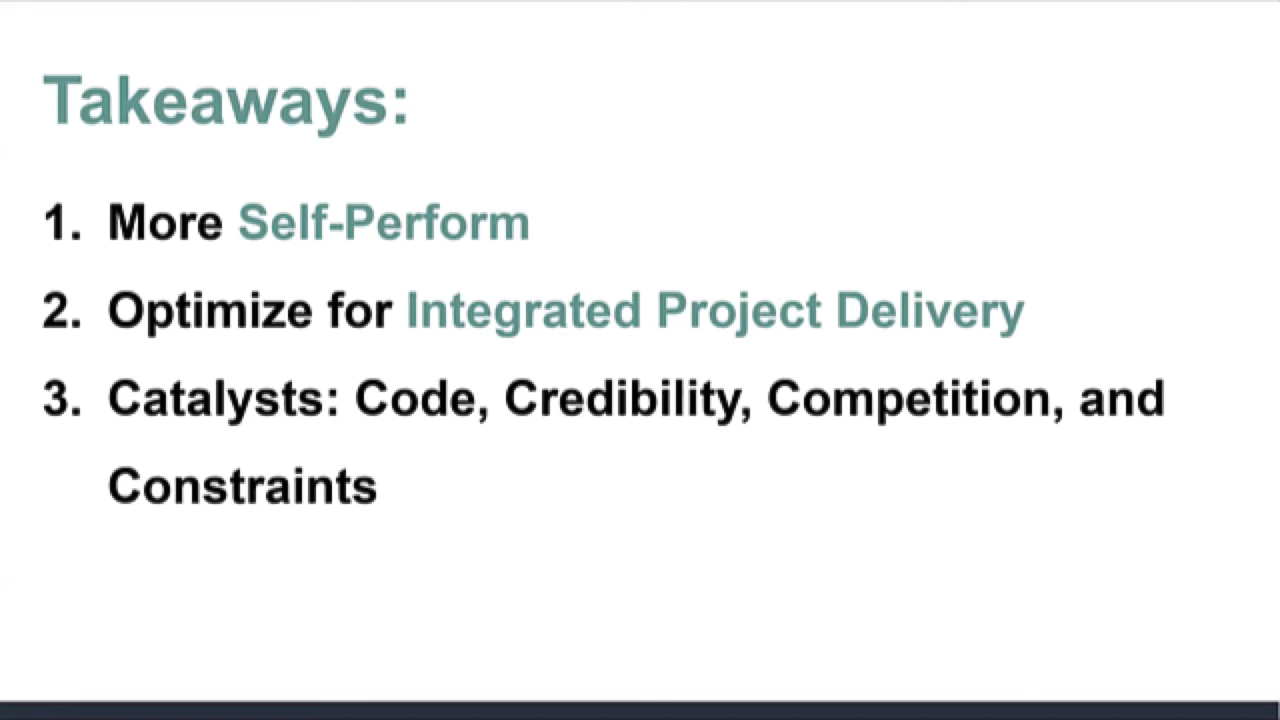 Takeaways:
1. More Self-Perform
2. Optimize for Integrated Project Delivery
3. Catalysts: Code, Credibility, Competition, and
Constraints